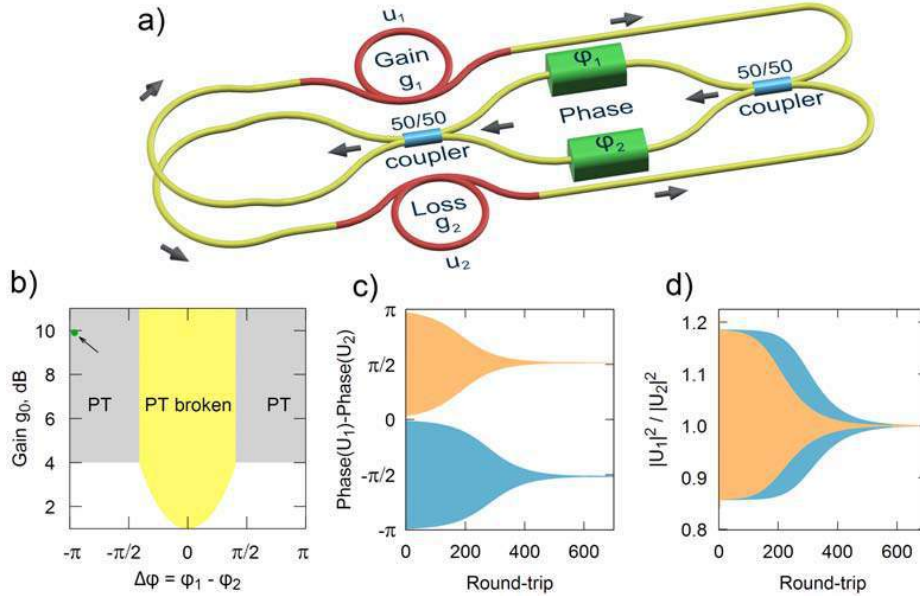 a)
u₁
Gain
g₁
φ₁
50/50
coupler
Phase
50/50
coupler
φ₂
Loss
g₂
u₂
b)
Gain g₀, dB
10
8
6
4
2
PT
PT broken
PT
-π
-π/2
0
π/2
π
Δφ = φ₁ - φ₂
c)
Phase(U₁)-Phase(U₂)
π
π/2
0
-π/2
-π
0
200
400
600
Round-trip
d)
|U₁|² / |U₂|²
1.2
1.1
1.0
0.9
0.8
0
200
400
600
Round-trip